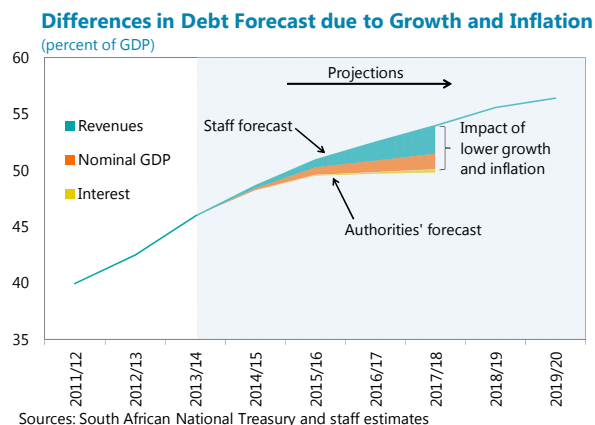 Differences in Debt Forecast due to Growth and Inflation
(percent of GDP)
60
55
50
45
40
35
Projections
Revenues
Nominal GDP
Interest
Staff forecast
Authorities' forecast
Impact of
lower growth
and inflation
2011/12
2012/13
2013/14
2014/15
2015/16
2016/17
2017/18
2018/19
2019/20
Sources: South African National Treasury and staff estimates